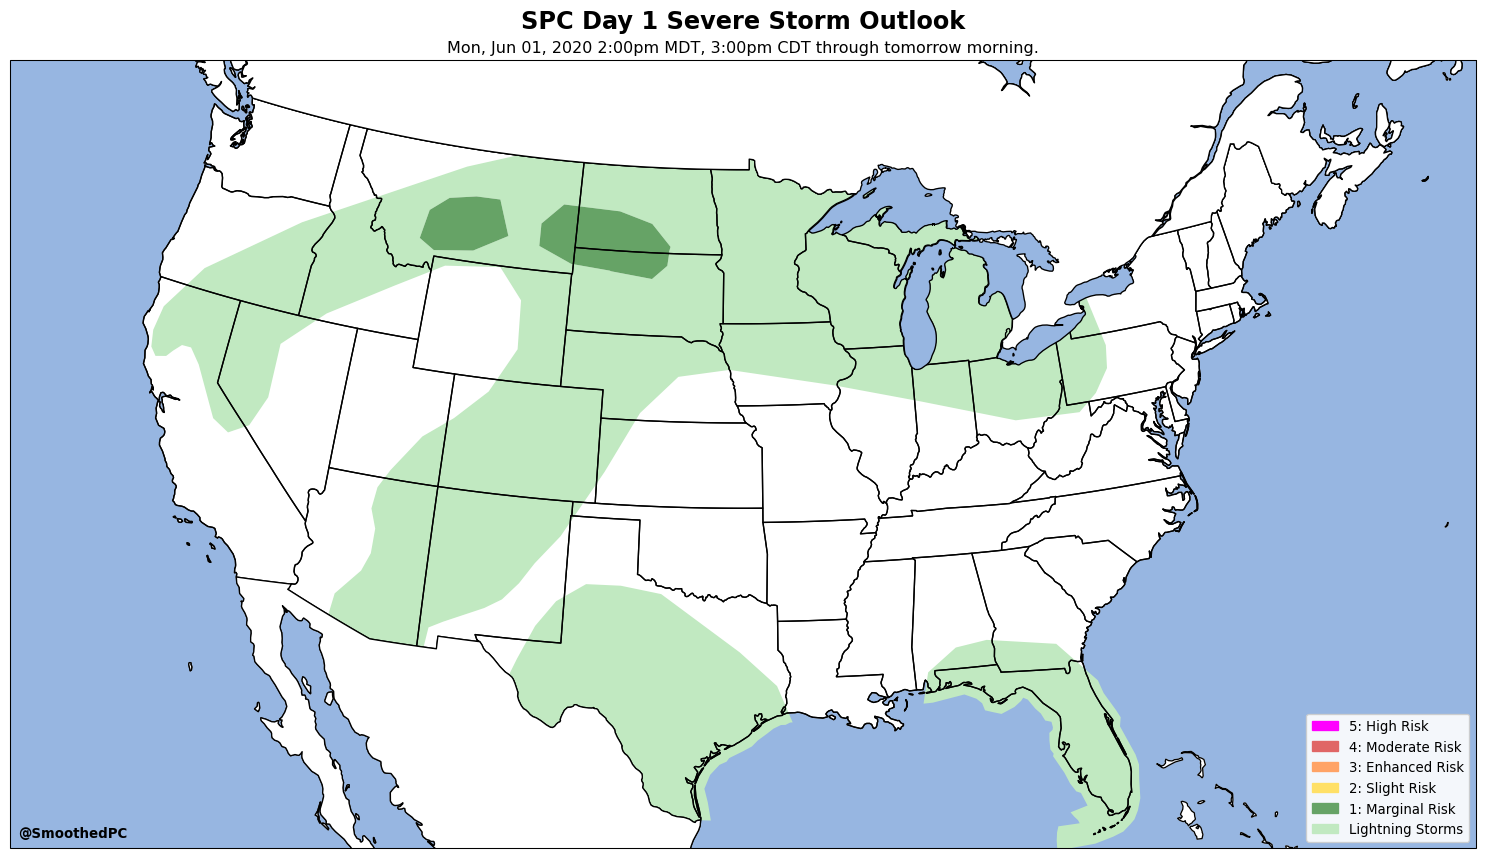 SPC Day 1 Severe Storm Outlook
Mon, Jun 01, 2020 2:00pm MDT, 3:00pm CDT through tomorrow morning.
5: High Risk
4: Moderate Risk
3: Enhanced Risk
2: Slight Risk
1: Marginal Risk
Lightning Storms
@SmoothedPC